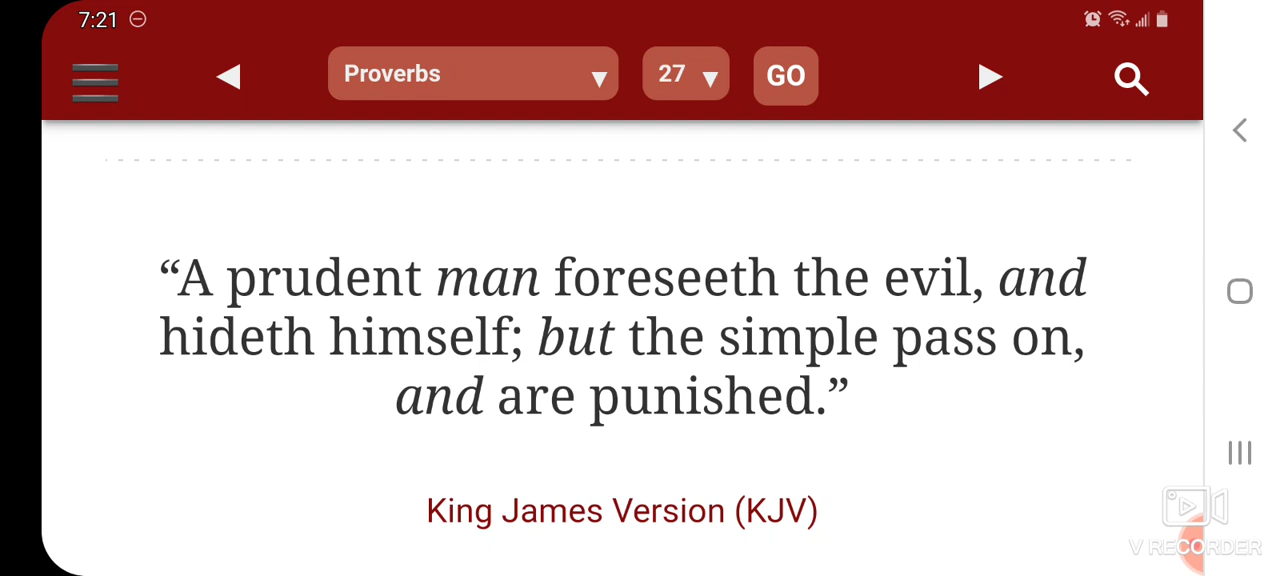 7:21
Proverbs 27 GO
“A prudent man foreseeth the evil, and
hideth himself; but the simple pass on,
and are punished.”
King James Version (KJV)
V RECORDER